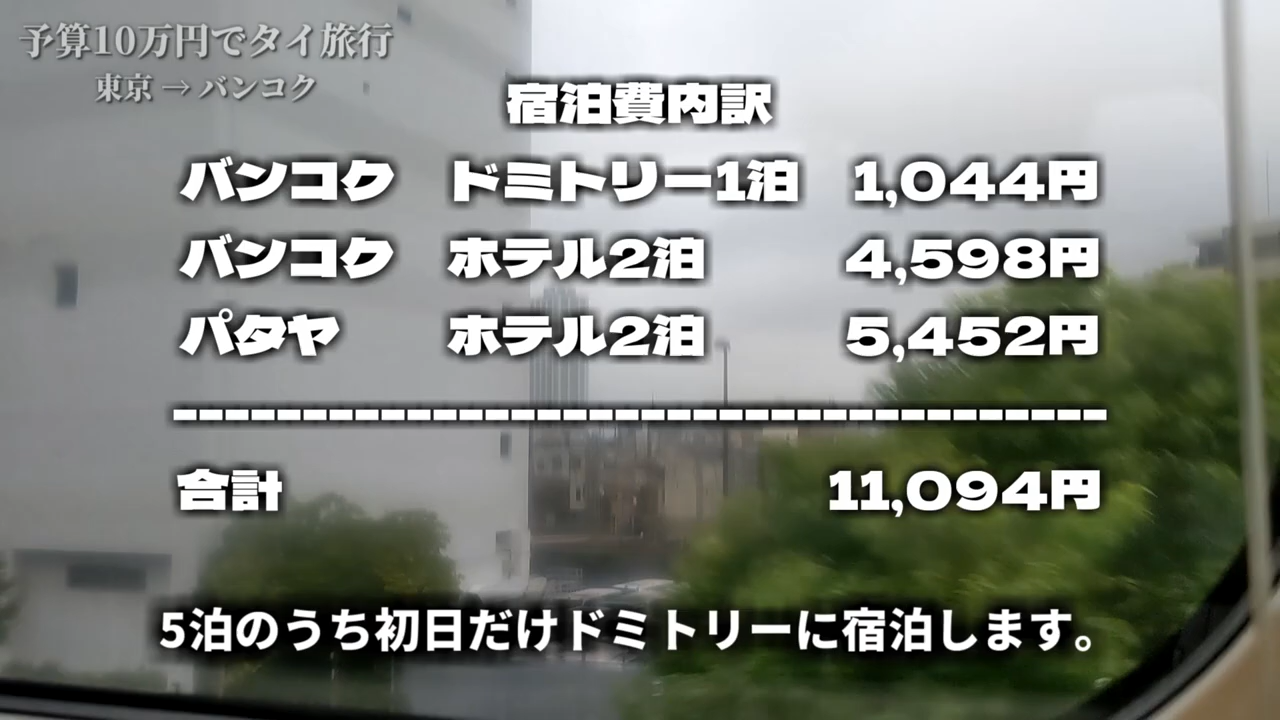 予算10万円でタイ旅行
東京→バンコク
宿泊費内訳
バンコク ドミトリー1泊 1,044円
バンコク ホテル2泊 4,598円
パタヤ ホテル2泊 5,452円
------------------------------------
合計 11,094円
5泊のうち初日だけドミトリーに宿泊します。